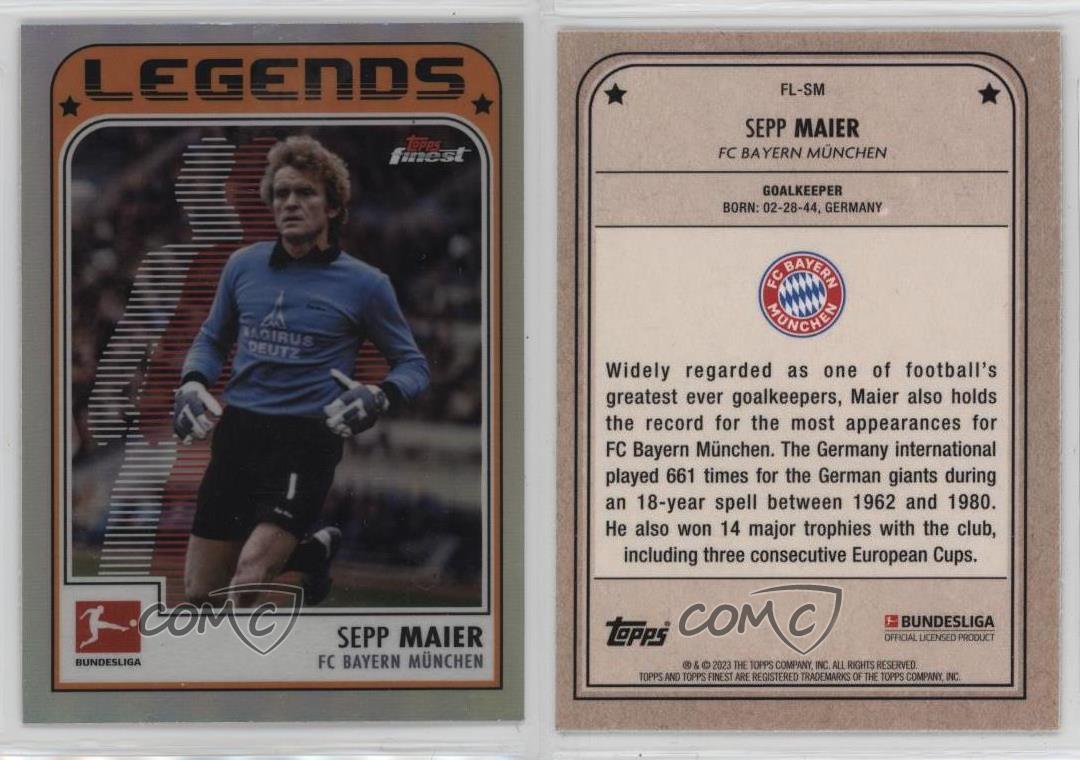 LEGENDS
Topps
finest
MAGIRUS
DEUTZ
1
BUNDESLIGA
SEPP MAIER
FC BAYERN MÜNCHEN
COMC
FL-SM
SEPP MAIER
FC BAYERN MÜNCHEN
GOALKEEPER
BORN: 02-28-44, GERMANY
FC BAYERN
MÜNCHEN
Widely regarded as one of football's
greatest ever goalkeepers, Maier also holds
the record for the most appearances for
FC Bayern München. The Germany international
played 661 times for the German giants during
an 18-year spell between 1962 and 1980.
He also won 14 major trophies with the club,
including three consecutive European Cups.
COMC
Topps®
BUNDESLIGA
OFFICIAL LICENSED PRODUCT
® & © 2023 THE TOPPS COMPANY, INC. ALL RIGHTS RESERVED.
TOPPS AND TOPPS FINEST ARE REGISTERED TRADEMARKS OF THE TOPPS COMPANY, INC.